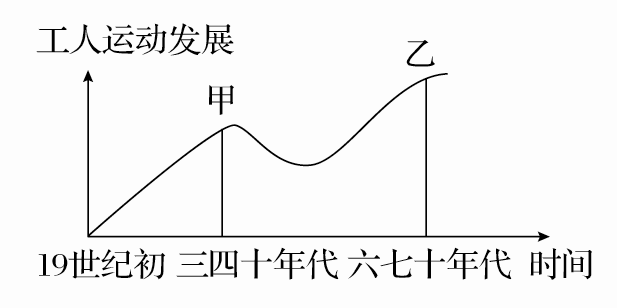 工人运动发展
乙
甲
19世纪初 三四十年代 六七十年代 时间